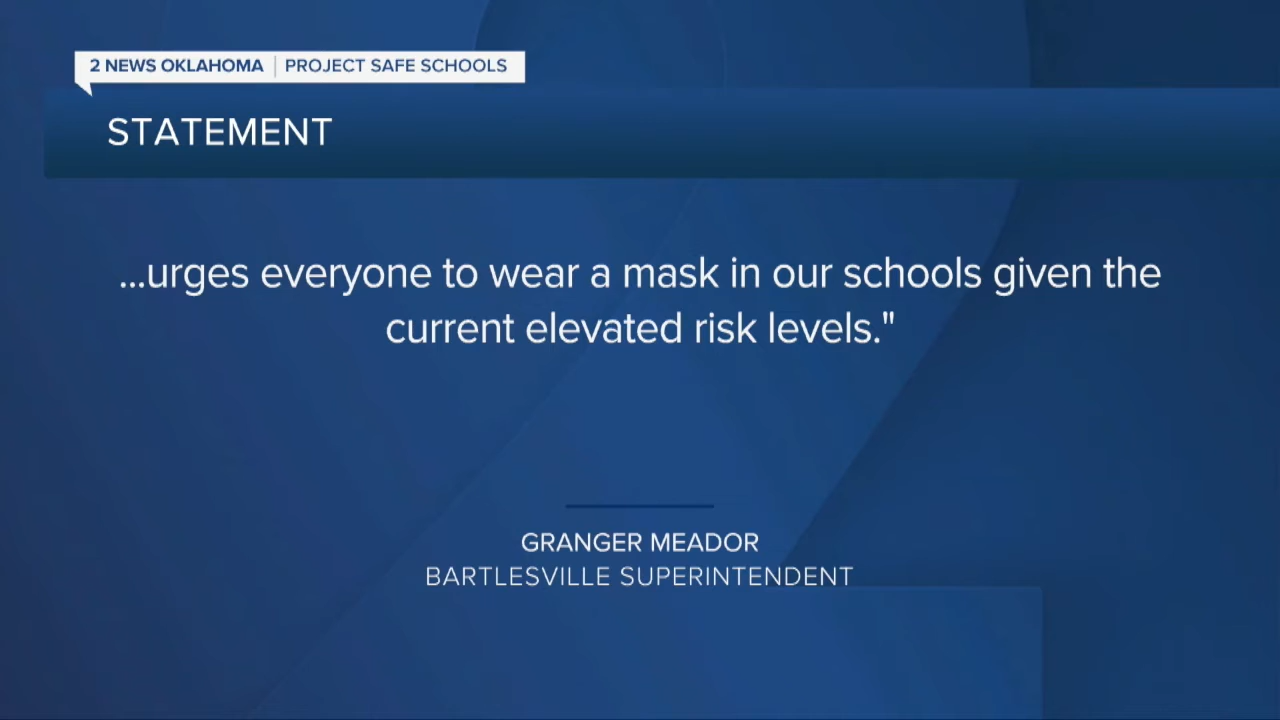 2 NEWS OKLAHOMA | PROJECT SAFE SCHOOLS
STATEMENT
...urges everyone to wear a mask in our schools given the
current elevated risk levels."
GRANGER MEADOR
BARTLESVILLE SUPERINTENDENT